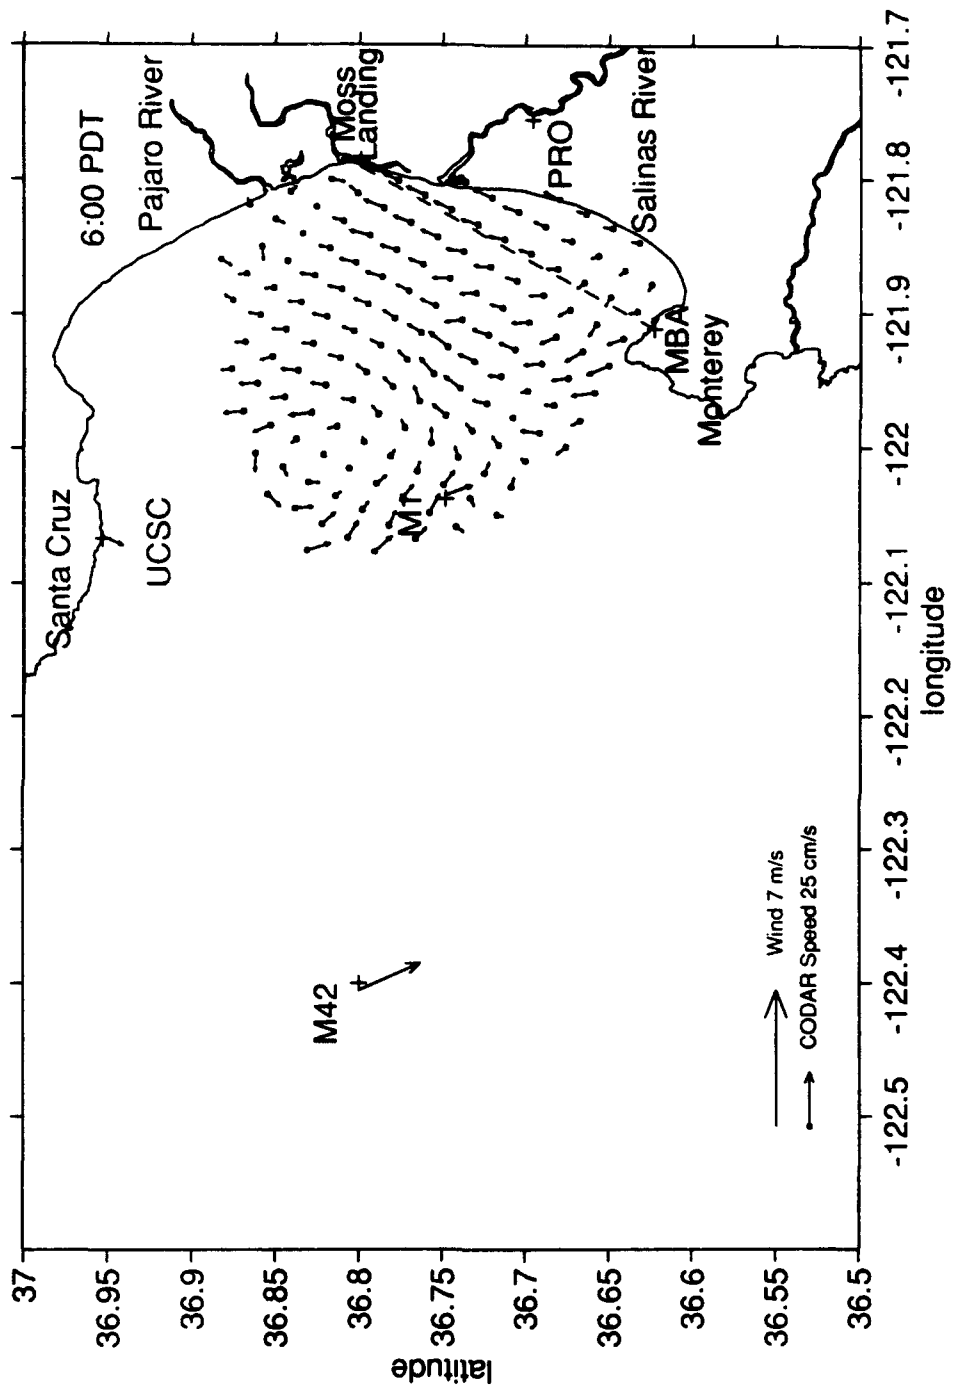 6:00 PDT
Santa Cruz
UCSC
Pajaro River
Moss
Landing
M42
M1
PRO
Salinas River
MBA
Monterey
Wind 7 m/s
CODAR Speed 25 cm/s
latitude
37
36.95
36.9
36.85
36.8
36.75
36.7
36.65
36.6
36.55
36.5
-122.5
-122.4
-122.3
-122.2
-122.1
-122
-121.9
-121.8
-121.7
longitude